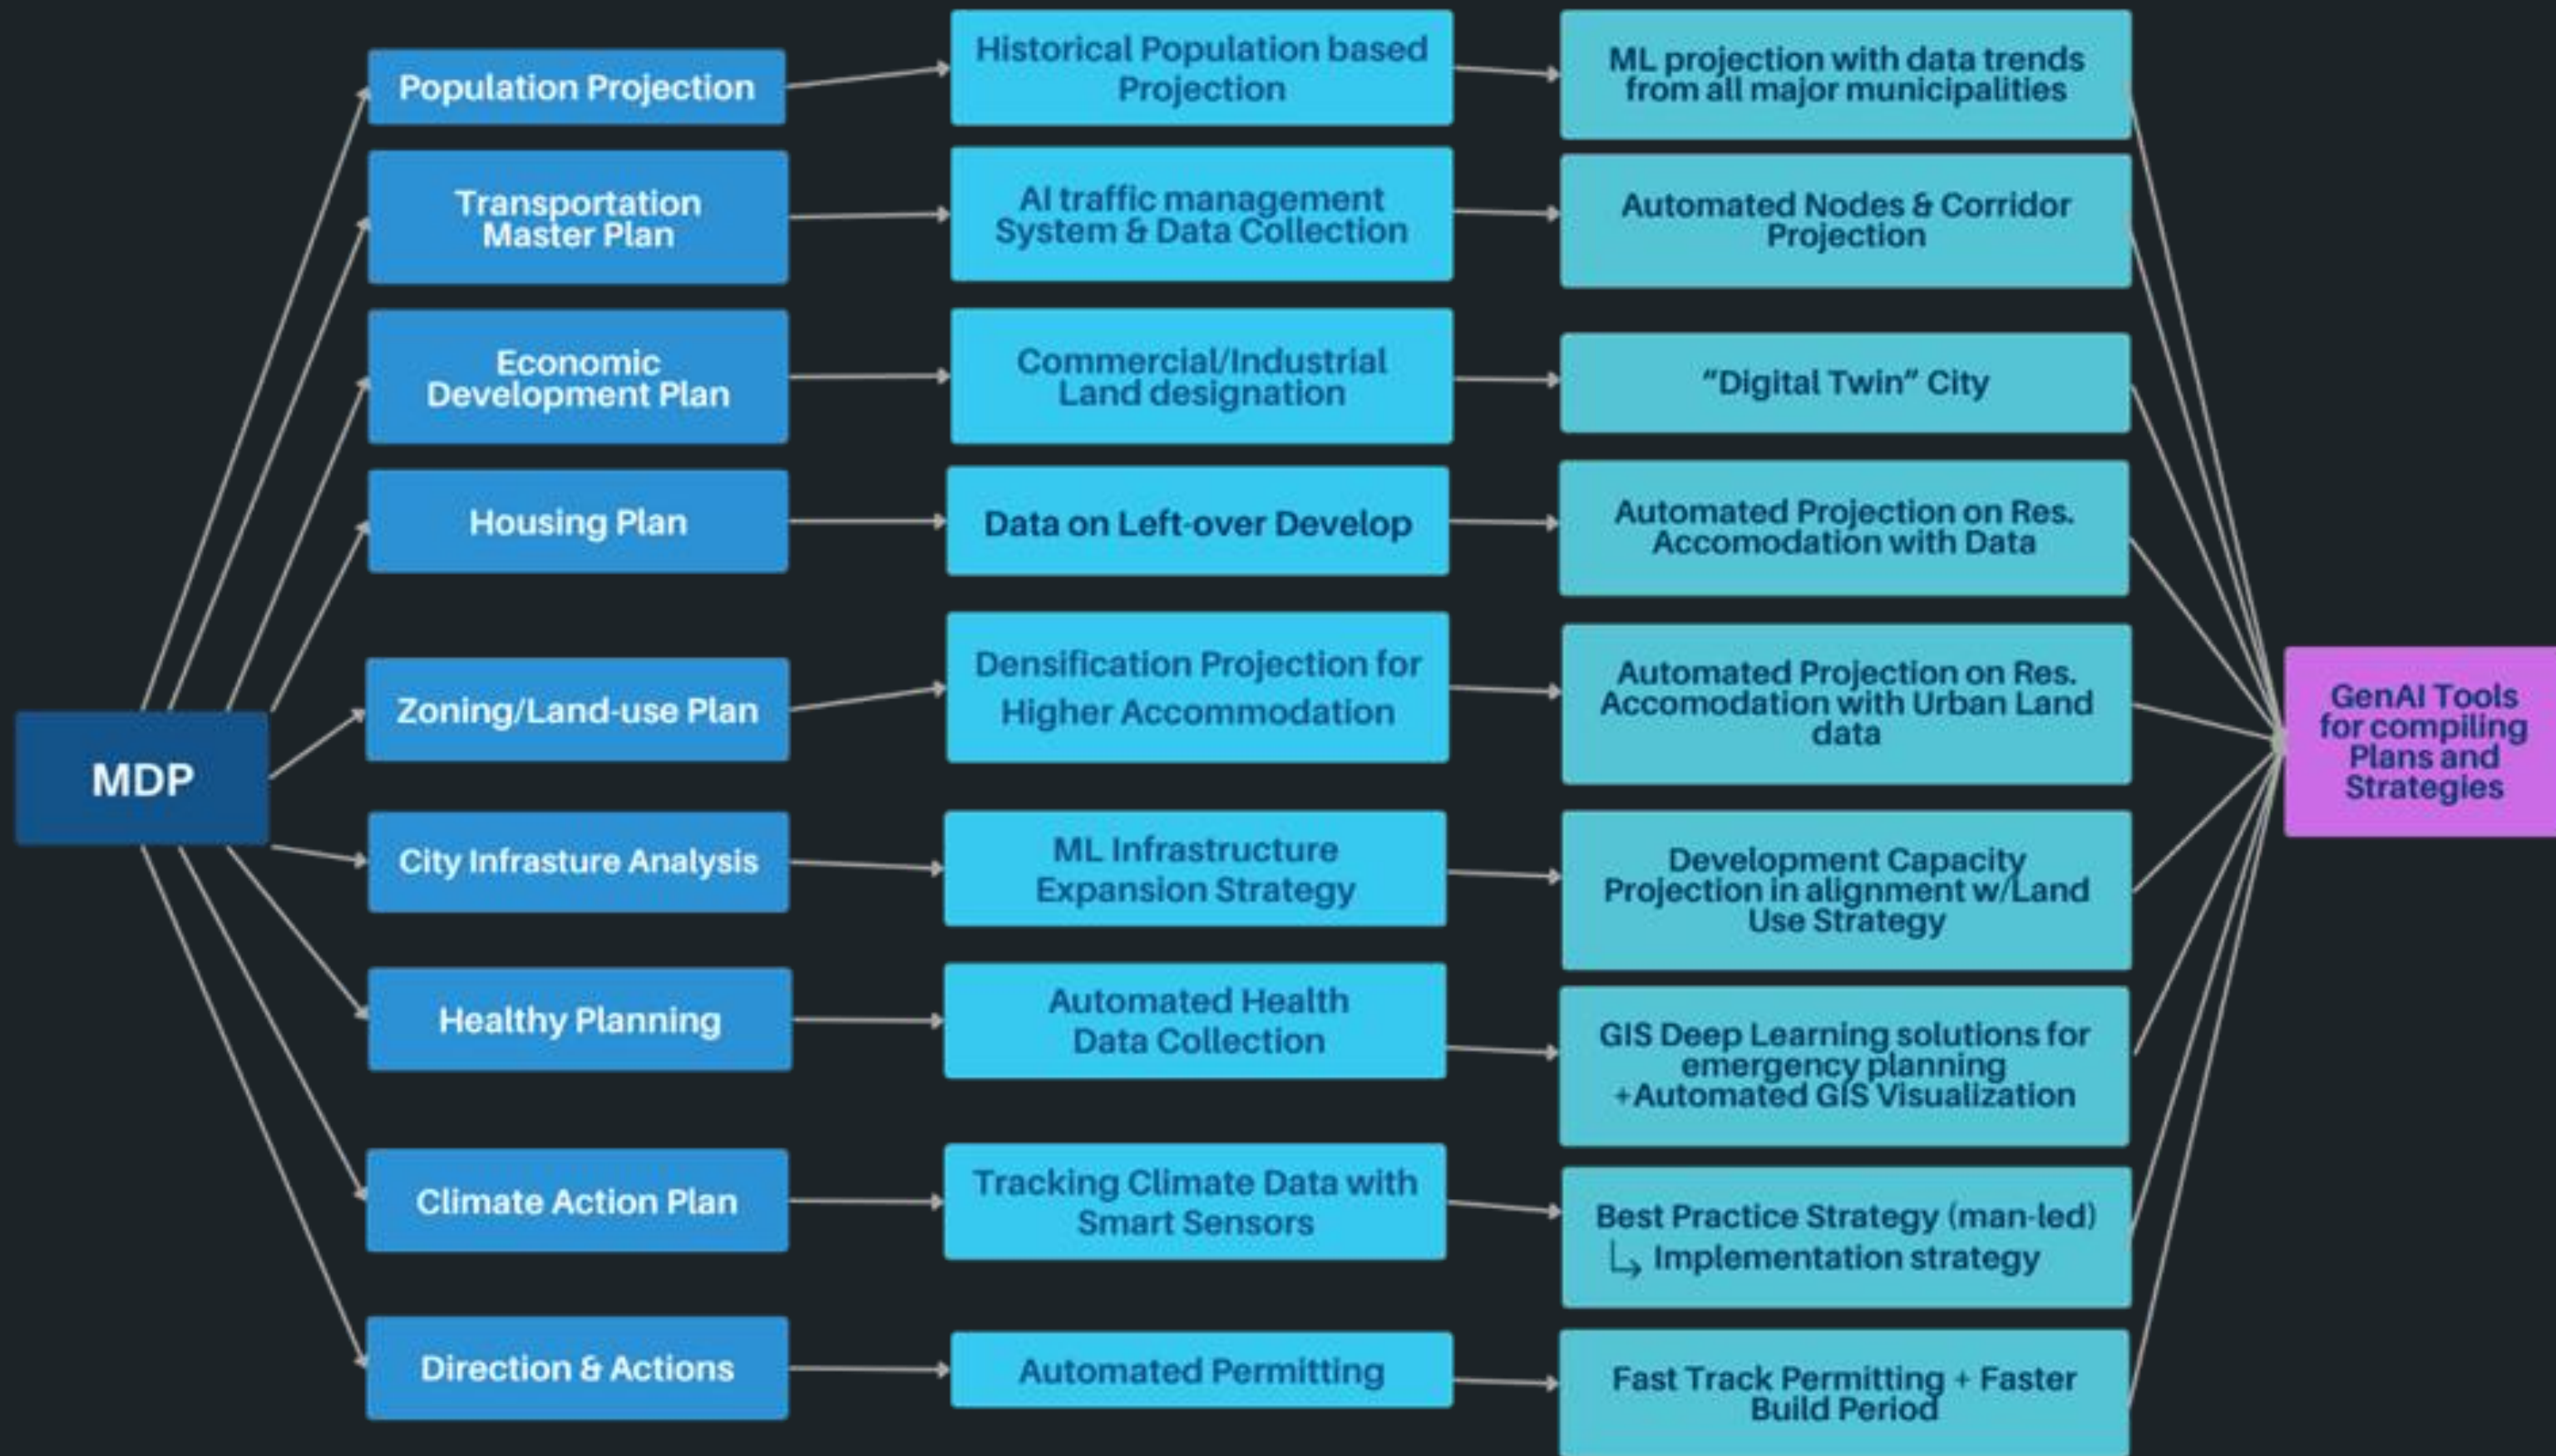 MDP
Population Projection
Historical Population based
Projection
ML projection with data trends
from all major municipalities
Transportation
Master Plan
AI traffic management
System & Data Collection
Automated Nodes & Corridor
Projection
Economic
Development Plan
Commercial/Industrial
Land designation
“Digital Twin” City
Housing Plan
Data on Left-over Develop
Automated Projection on Res.
Accomodation with Data
Zoning/Land-use Plan
Densification Projection for
Higher Accommodation
Automated Projection on Res.
Accomodation with Urban Land
data
City Infrasture Analysis
ML Infrastructure
Expansion Strategy
Development Capacity
Projection in alignment w/Land
Use Strategy
Healthy Planning
Automated Health
Data Collection
GIS Deep Learning solutions for
emergency planning
+Automated GIS Visualization
Climate Action Plan
Tracking Climate Data with
Smart Sensors
Best Practice Strategy (man-led)
Implementation strategy
Direction & Actions
Automated Permitting
Fast Track Permitting + Faster
Build Period
GenAI Tools
for compiling
Plans and
Strategies